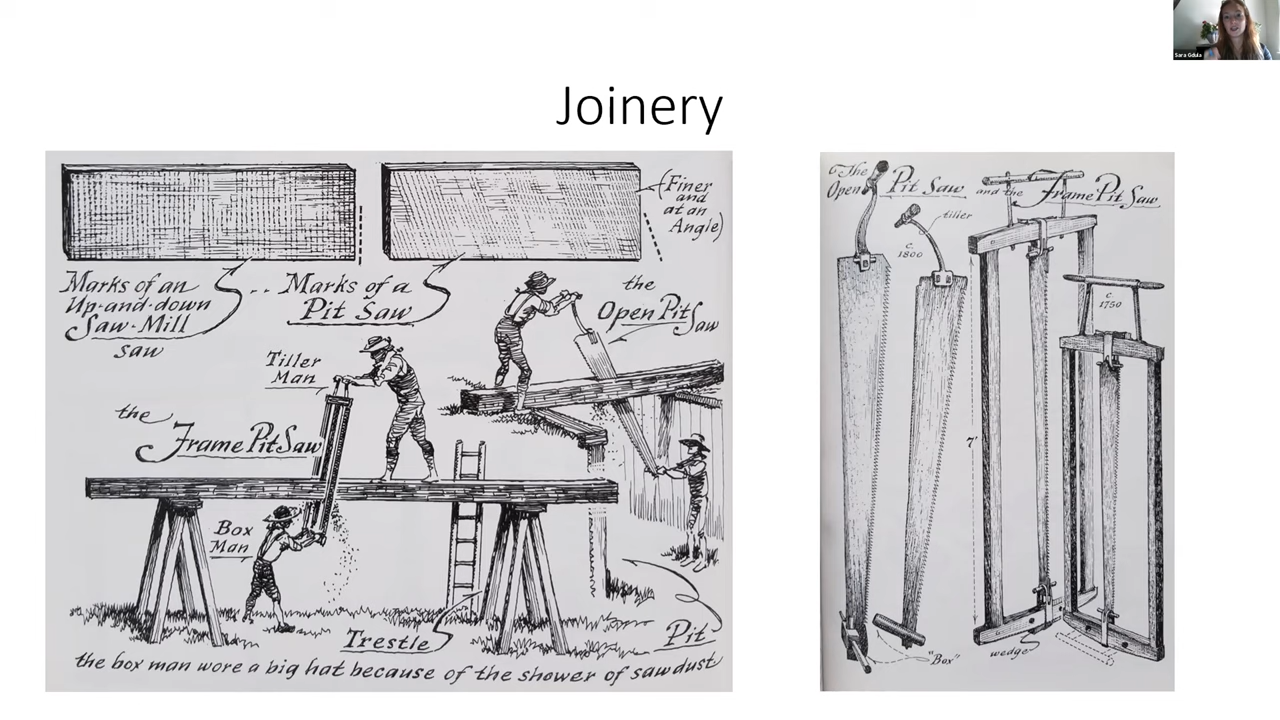 Sara Gdula
Joinery
(Finer
and
at an
Angle)
Marks of an
Up-and-down
Saw-Mill
saw
.. Marks of a
Pit Saw
the
Open Pit Saw
Tiller
Man
the
Frame Pit Saw
Box
Man
Trestle
Pit
the box man wore a big hat because of the shower of sawdust
The
Open Pit Saw and the Frame Pit Saw
tiller
c.
1800
c
1750
7'
"Box"
wedge